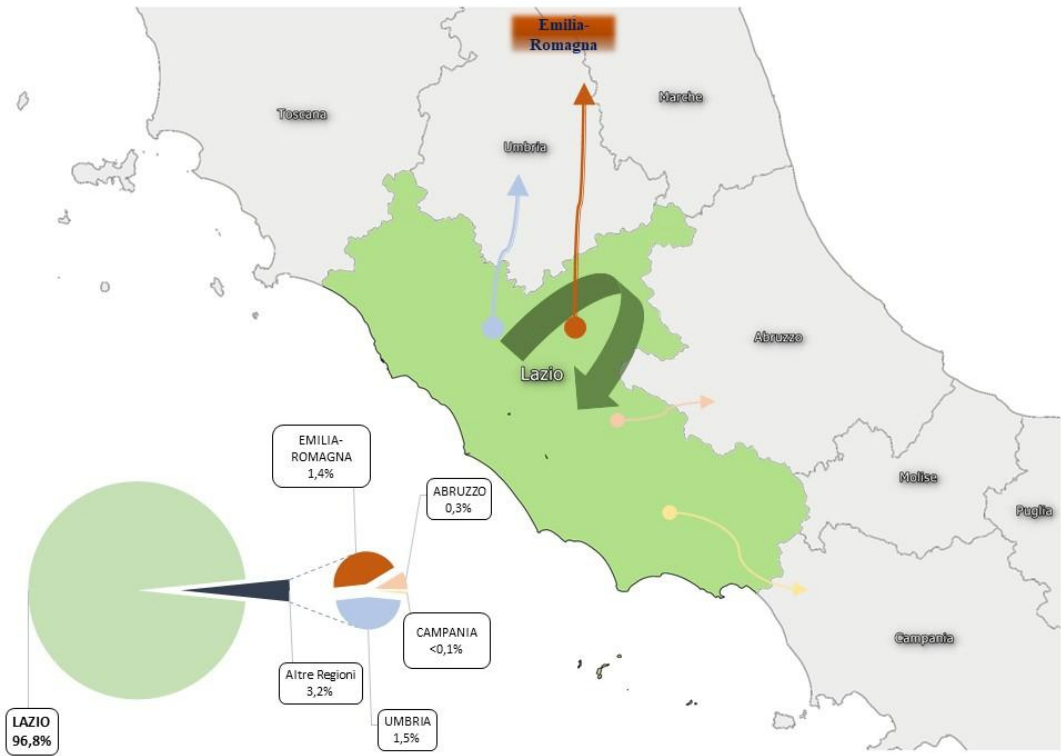 Emilia-
Romagna
Toscana
Marche
Umbria
Abruzzo
Lazio
Molise
Puglia
Campania
EMILIA-
ROMAGNA
1,4%
ABRUZZO
0,3%
CAMPANIA
<0,1%
Altre Regioni
3,2%
UMBRIA
1,5%
LAZIO
96,8%